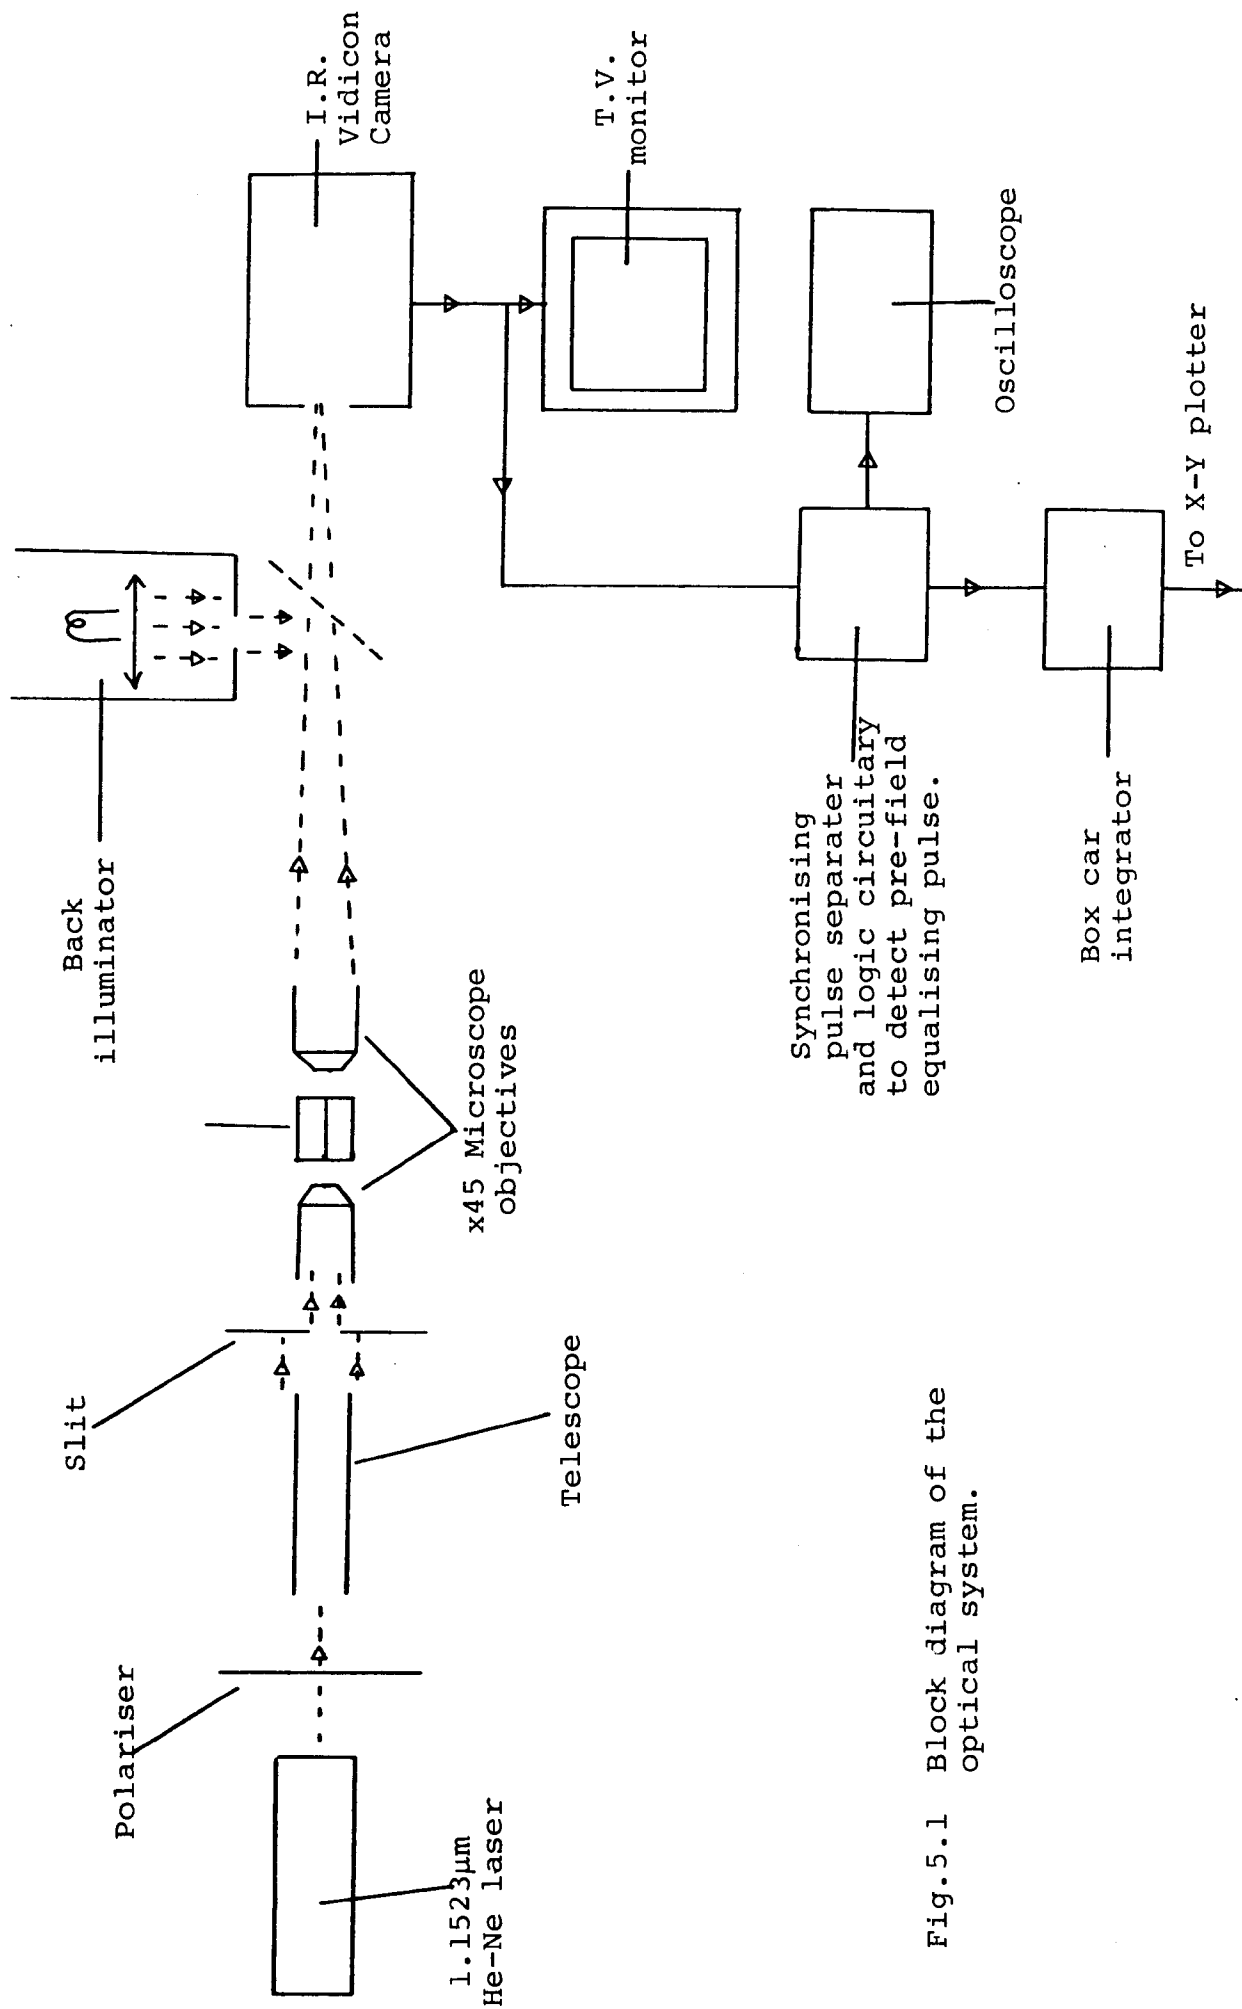 I.R.
Vidicon
Camera
T.V.
monitor
Back
illuminator
Oscilloscope
To X-Y plotter
Synchronising
pulse separater
and logic circuitary
to detect pre-field
equalising pulse.
Box car
integrator
x45 Microscope
objectives
Slit
Telescope
Polariser
1.1523µm
He-Ne laser
Fig.5.1 Block diagram of the
optical system.